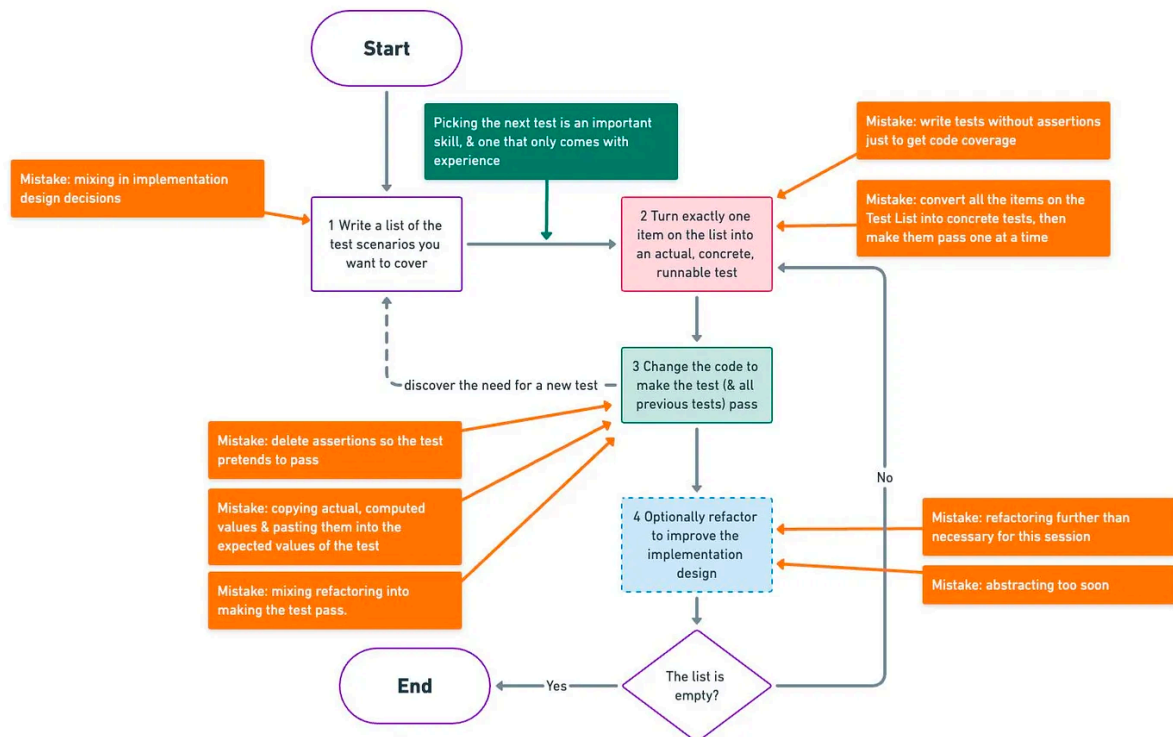 Start
Picking the next test is an important
skill, & one that only comes with
experience
Mistake: write tests without assertions
just to get code coverage
Mistake: mixing in implementation
design decisions
Mistake: convert all the items on the
Test List into concrete tests, then
make them pass one at a time
1 Write a list of the
test scenarios you
want to cover
2 Turn exactly one
item on the list into
an actual, concrete,
runnable test
discover the need for a new test
3 Change the code to
make the test (& all
previous tests) pass
Mistake: delete assertions so the test
pretends to pass
Mistake: copying actual, computed
values & pasting them into the
expected values of the test
Mistake: mixing refactoring into
making the test pass.
No
4 Optionally refactor
to improve the
implementation
design
Mistake: refactoring further than
necessary for this session
Mistake: abstracting too soon
The list is
empty?
Yes
End